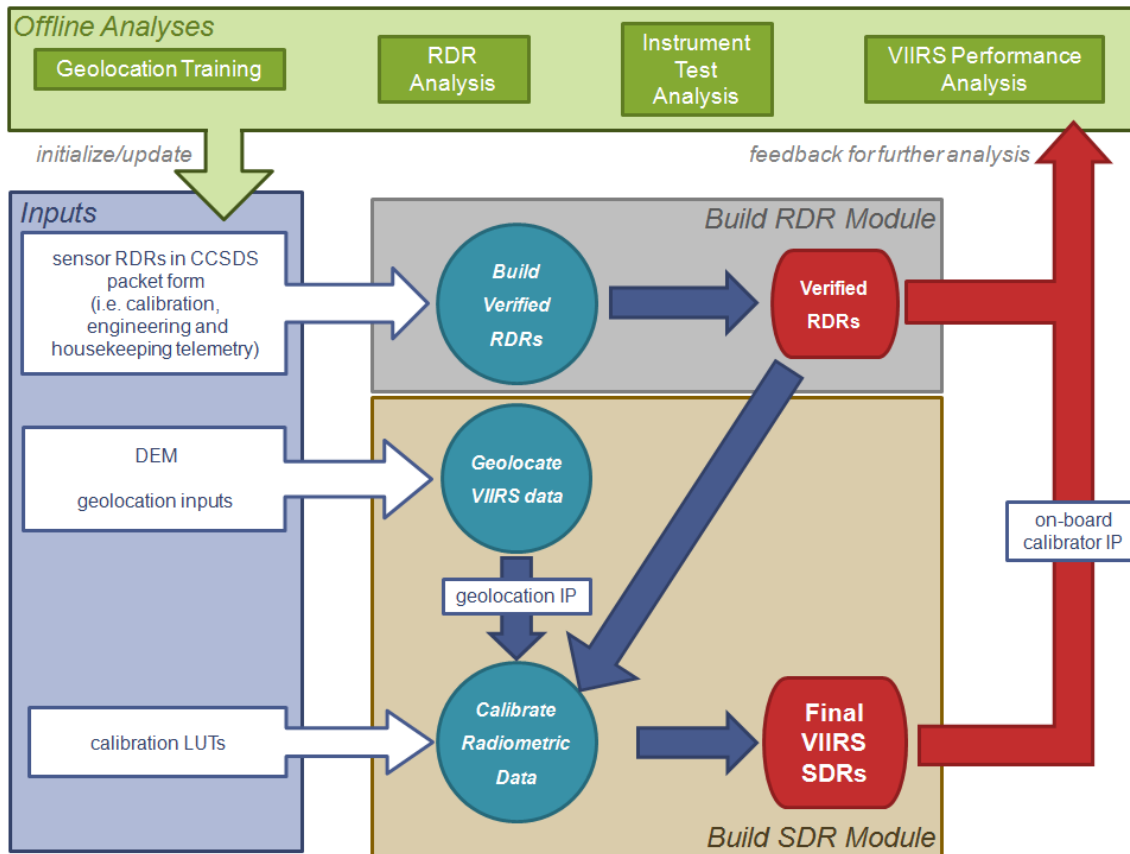 Offline Analyses
Geolocation Training
RDR
Analysis
Instrument
Test
Analysis
VIIRS Performance
Analysis
initialize/update
feedback for further analysis
Inputs
sensor RDRs in CCSDS
packet form
(i.e. calibration,
engineering and
housekeeping telemetry)
Build RDR Module
Build
Verified
RDRs
Verified
RDRs
DEM
geolocation inputs
Geolocate
VIIRS data
on-board
calibrator IP
geolocation IP
calibration LUTs
Calibrate
Radiometric
Data
Final
VIIRS
SDRs
Build SDR Module